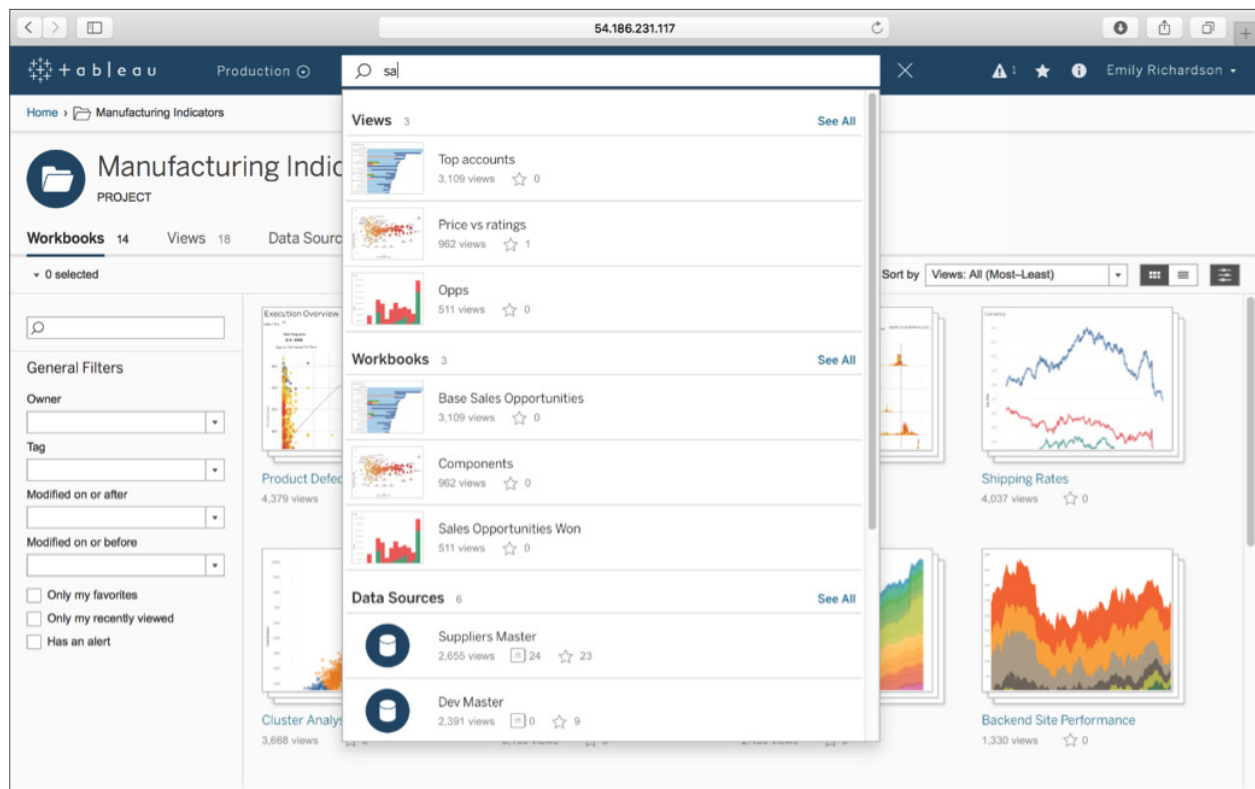 54.186.231.117
+ a b l e a u
Production
sa
1
Emily Richardson
Home › Manufacturing Indicators
Manufacturing Indic
PROJECT
Workbooks 14 Views 18 Data Sourc
0 selected
Sort by Views: All (Most–Least)
General Filters
Owner
Tag
Modified on or after
Modified on or before
Only my favorites
Only my recently viewed
Has an alert
Views 3 See All
Top accounts
3,109 views 0
Price vs ratings
962 views 1
Opps
511 views 0
Workbooks 3 See All
Base Sales Opportunities
3,109 views 0
Components
962 views 0
Sales Opportunities Won
511 views 0
Data Sources 6 See All
Suppliers Master
2,655 views 24 23
Dev Master
2,391 views 0 9
Execution Overview
Product Defec
4,379 views
Currency
Shipping Rates
4,037 views 0
Cluster Analys
3,668 views
Backend Site Performance
1,330 views 0